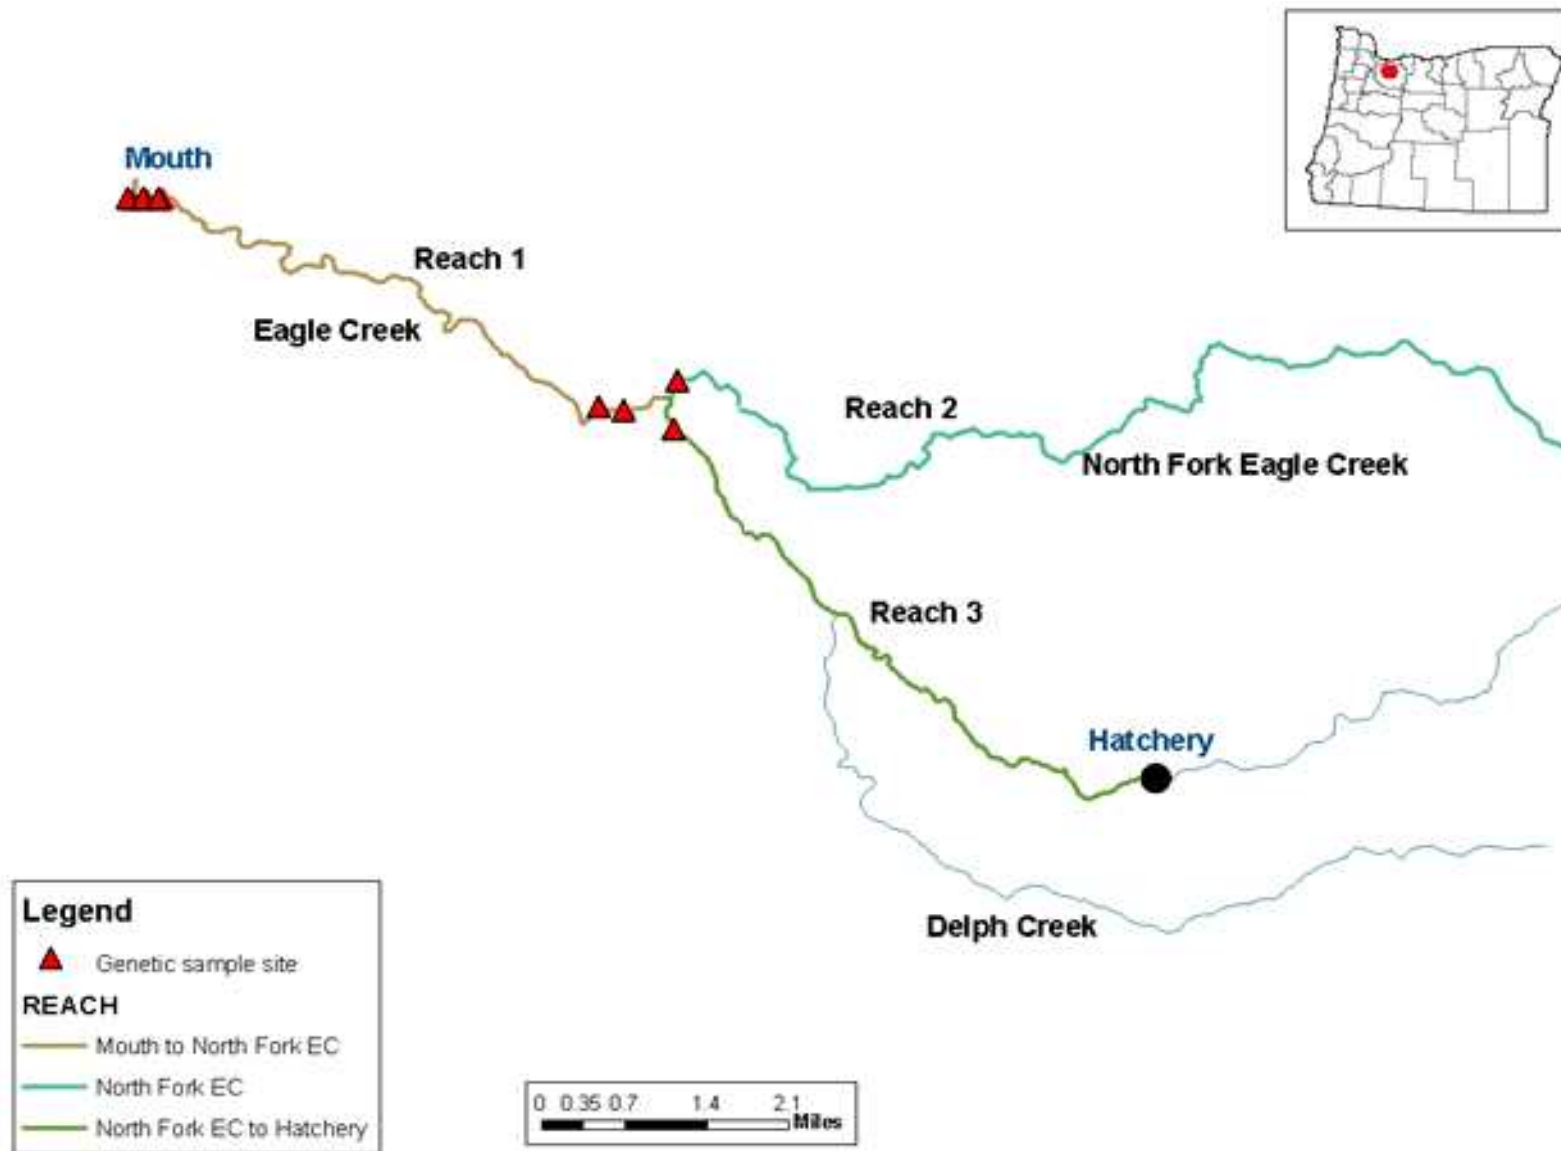 Mouth
Reach 1
Eagle Creek
Reach 2
North Fork Eagle Creek
Reach 3
Hatchery
Delph Creek
Legend
Genetic sample site
REACH
Mouth to North Fork EC
North Fork EC
North Fork EC to Hatchery
0 0.35 0.7 1.4 2.1
Miles